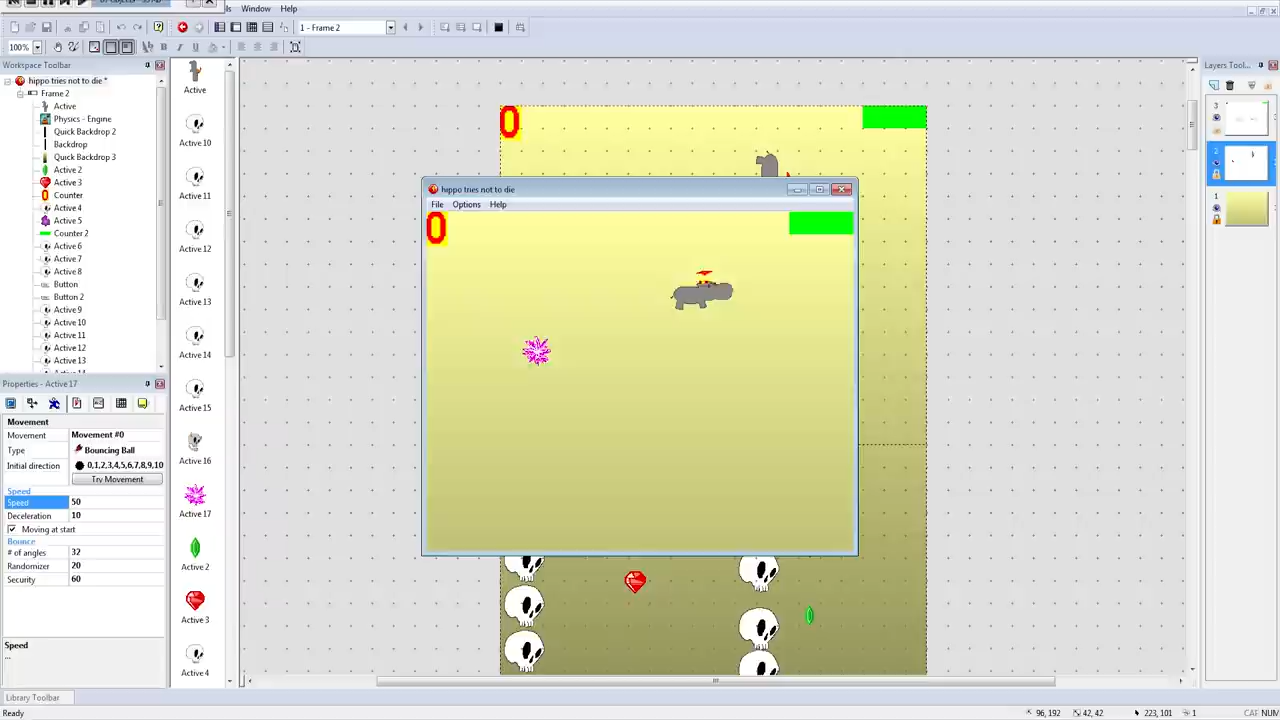 Window Help
1 - Frame 2
100%
Workspace Toolbar
hippo tries not to die *
Frame 2
Active
Physics - Engine
Quick Backdrop 2
Backdrop
Quick Backdrop 3
Active 2
Active 3
Counter
Active 4
Active 5
Counter 2
Active 6
Active 7
Active 8
Button
Button 2
Active 9
Active 10
Active 11
Active 12
Active 13
Properties - Active 17
Movement
Movement Movement #0
Type Bouncing Ball
Initial direction 0,1,2,3,4,5,6,7,8,9,10
Try Movement
Speed
Speed 50
Deceleration 10
Moving at start
Bounce
# of angles 32
Randomizer 20
Security 60
Speed
...
Library Toolbar
Ready
Active
Active 10
Active 11
Active 12
Active 13
Active 14
Active 15
Active 16
Active 17
Active 2
Active 3
Active 4
0
hippo tries not to die
File Options Help
0
Layers Tool...
3
2
1
96, 192
42, 42
223, 101
1
CAF NUM